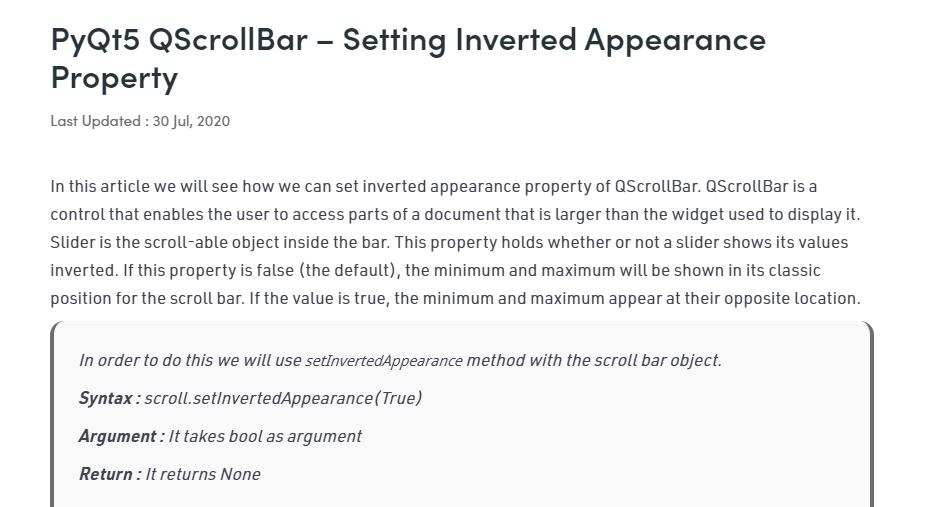 PyQt5 QScrollBar – Setting Inverted Appearance
Property
Last Updated : 30 Jul, 2020
In this article we will see how we can set inverted appearance property of QScrollBar. QScrollBar is a
control that enables the user to access parts of a document that is larger than the widget used to display it.
Slider is the scroll-able object inside the bar. This property holds whether or not a slider shows its values
inverted. If this property is false (the default), the minimum and maximum will be shown in its classic
position for the scroll bar. If the value is true, the minimum and maximum appear at their opposite location.
In order to do this we will use setInvertedAppearance method with the scroll bar object.
Syntax : scroll.setInvertedAppearance(True)
Argument : It takes bool as argument
Return : It returns None